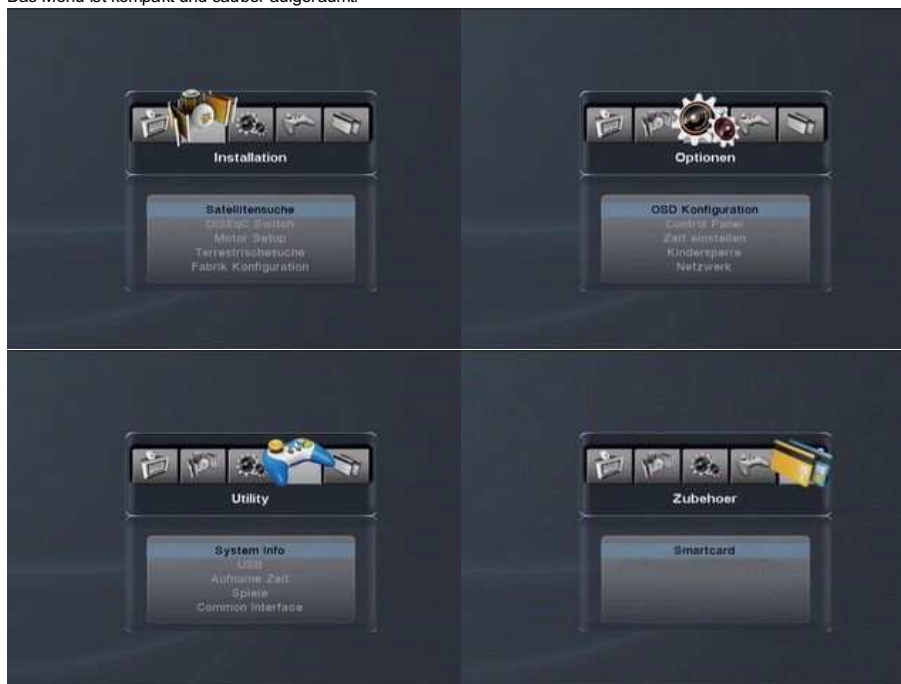 Das Menü ist kompakt und sauber aufgeräumt.
Installation
Satellitensuche
DiSEqC Switch
Motor Setup
Terrestrischesuche
Fabrik Konfiguration
Optionen
OSD Konfiguration
Control Panel
Zeit einstellen
Kindersperre
Netzwerk
Utility
System Info
USB
Aufname Zeit
Spiele
Common Interface
Zubehoer
Smartcard